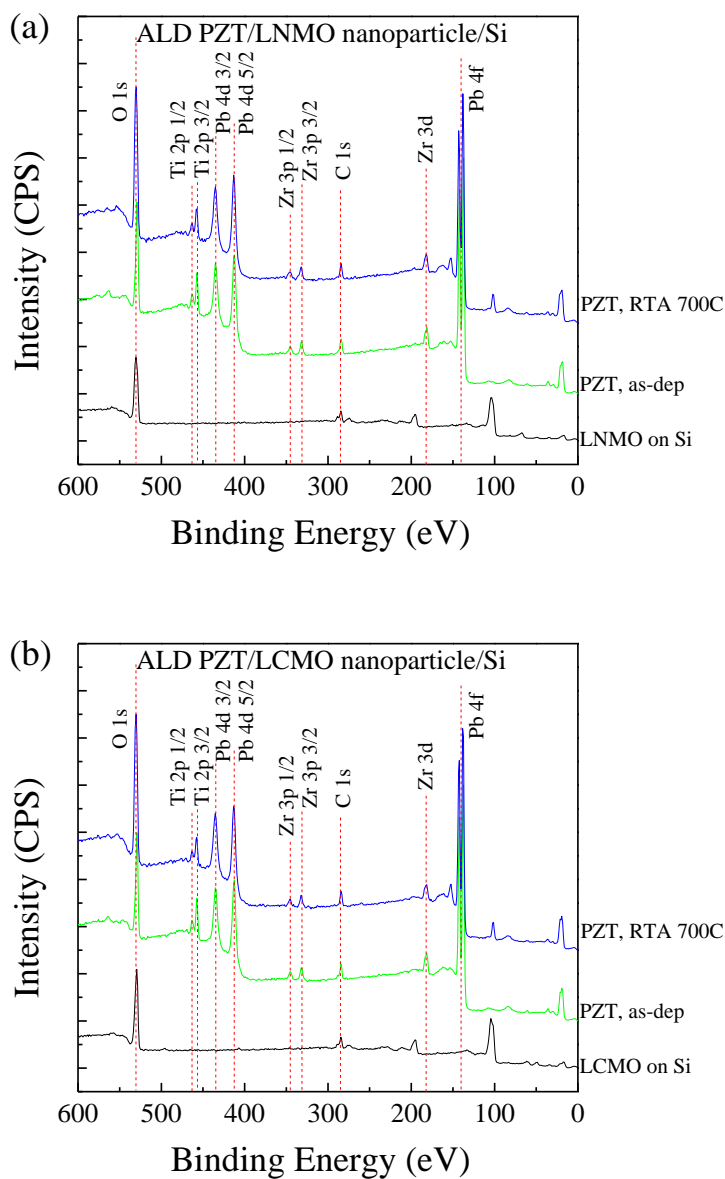 (a)
ALD PZT/LNMO nanoparticle/Si
O 1s
Ti 2p 1/2
Ti 2p 3/2
Pb 4d 3/2
Pb 4d 5/2
Zr 3p 1/2
Zr 3p 3/2
C 1s
Zr 3d
Pb 4f
PZT, RTA 700C
PZT, as-dep
LNMO on Si
Intensity (CPS)
600 500 400 300 200 100 0
Binding Energy (eV)
(b)
ALD PZT/LCMO nanoparticle/Si
O 1s
Ti 2p 1/2
Ti 2p 3/2
Pb 4d 3/2
Pb 4d 5/2
Zr 3p 1/2
Zr 3p 3/2
C 1s
Zr 3d
Pb 4f
PZT, RTA 700C
PZT, as-dep
LCMO on Si
Intensity (CPS)
600 500 400 300 200 100 0
Binding Energy (eV)